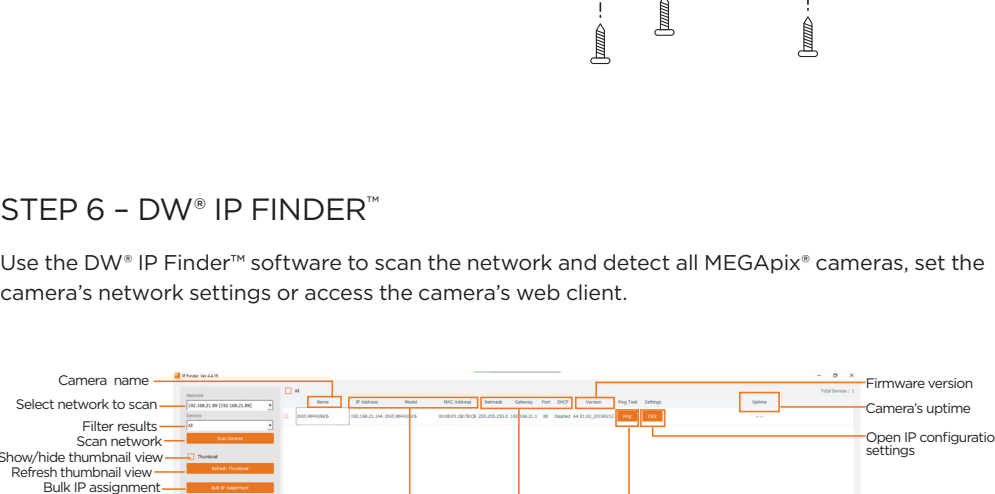 STEP 6 – DW® IP FINDER™
Use the DW® IP Finder™ software to scan the network and detect all MEGApix® cameras, set the
camera's network settings or access the camera's web client.
Camera name
Select network to scan
Filter results
Scan network
Show/hide thumbnail view
Refresh thumbnail view
Bulk IP assignment
IP Finder Ver 4.4.16
Network
192.168.21.89 [192.168.21.89]
Devices
All
Scan Devices
Thumbnail
Refresh Thumbnail
Bulk IP Assignment
All
Total Devices : 1
Name IP Address Model MAC Address Netmask Gateway Port DHCP Version Ping Test Settings Uptime
192.168.21.144 255.255.255.0 192.168.21.1 80 Disabled Ping Click
Firmware version
Camera's uptime
Open IP configuratio
settings